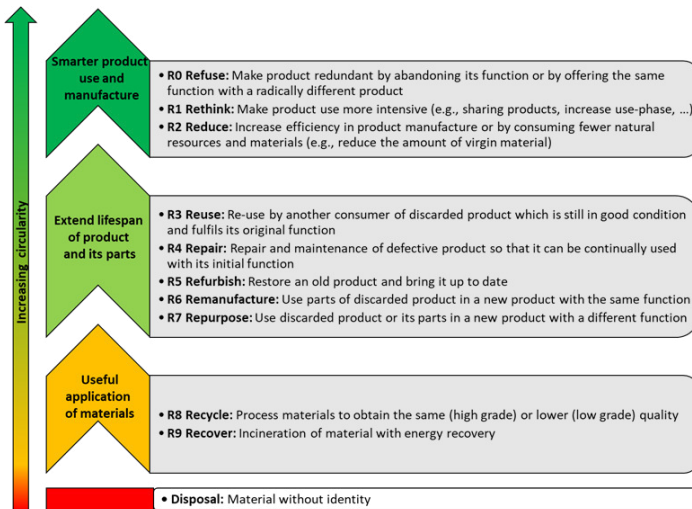 Increasing circularity
Smarter product
use and
manufacture
• R0 Refuse: Make product redundant by abandoning its function or by offering the same
function with a radically different product
• R1 Rethink: Make product use more intensive (e.g., sharing products, increase use-phase, ...)
• R2 Reduce: Increase efficiency in product manufacture or by consuming fewer natural
resources and materials (e.g., reduce the amount of virgin material)
Extend lifespan
of product
and its parts
• R3 Reuse: Re-use by another consumer of discarded product which is still in good condition
and fulfils its original function
• R4 Repair: Repair and maintenance of defective product so that it can be continually used
with its initial function
• R5 Refurbish: Restore an old product and bring it up to date
• R6 Remanufacture: Use parts of discarded product in a new product with the same function
• R7 Repurpose: Use discarded product or its parts in a new product with a different function
Useful
application
of materials
• R8 Recycle: Process materials to obtain the same (high grade) or lower (low grade) quality
• R9 Recover: Incineration of material with energy recovery
• Disposal: Material without identity